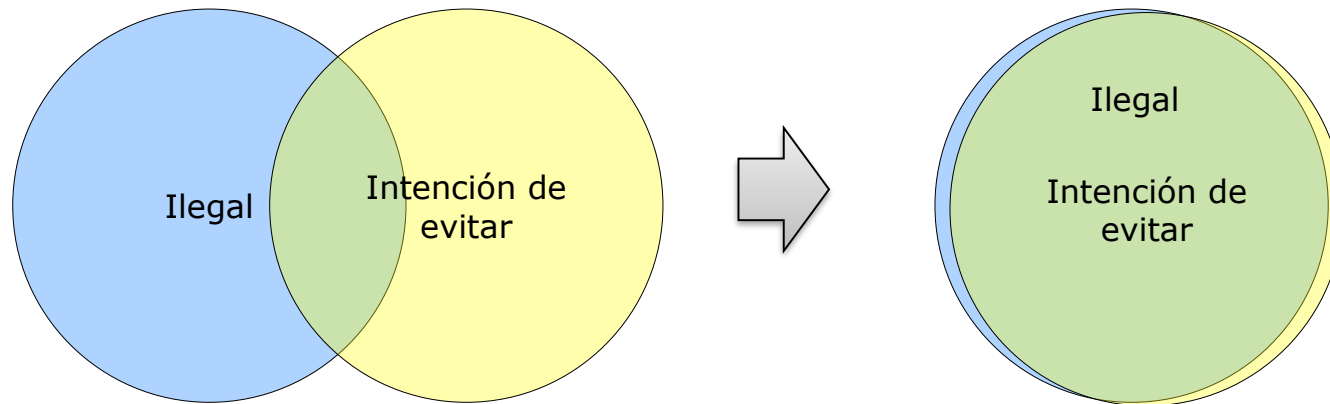 Ilegal
Intención de
evitar
Ilegal
Intención de
evitar